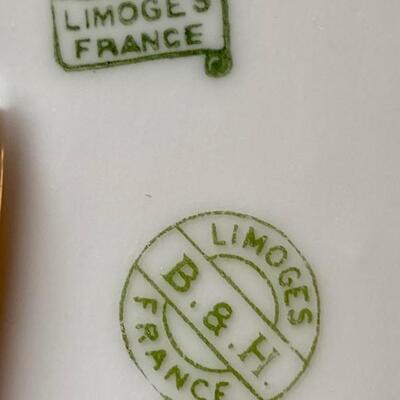 LIMOGES
FRANCE
LIMOGES
B. & H.
FRANCE